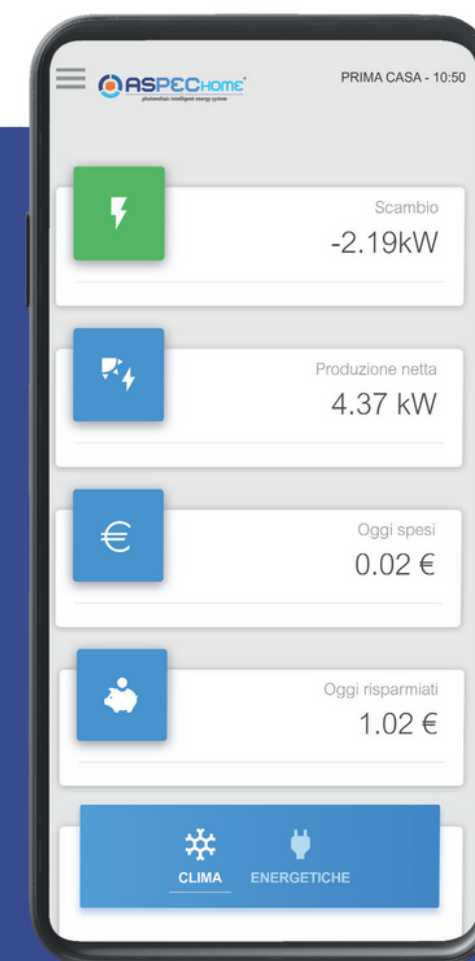 PRIMA CASA - 10:50
ASPECHOME
photovoltaic intelligent energy system
Scambio
-2.19kW
Produzione netta
4.37 kW
€
Oggi spesi
0.02 €
Oggi risparmiati
1.02 €
CLIMA
ENERGETICHE